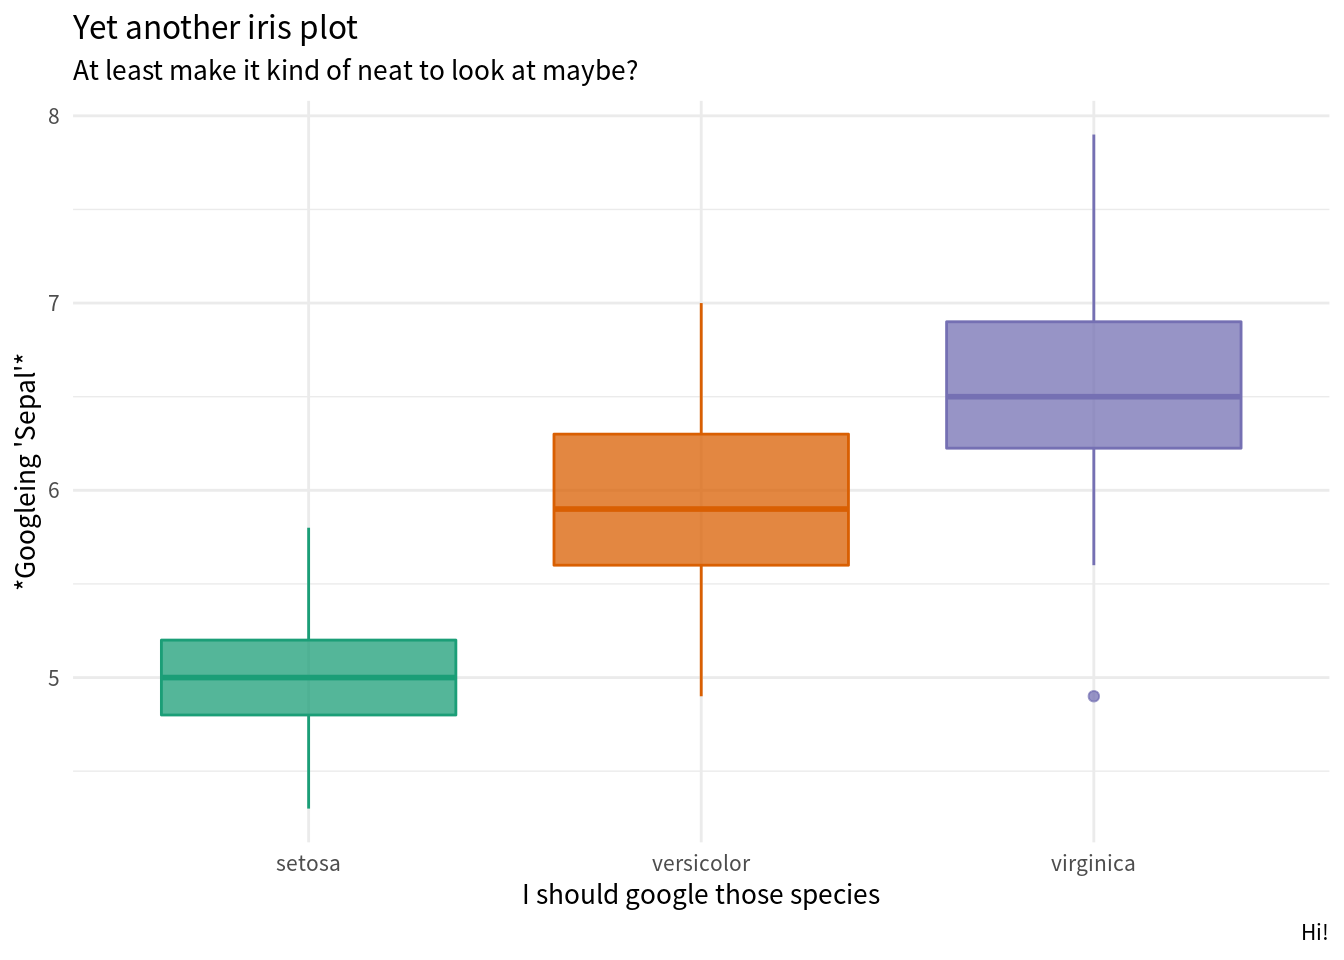 Yet another iris plot
At least make it kind of neat to look at maybe?
8
7
6
5
*Googleing 'Sepal'*
setosa
versicolor
virginica
I should google those species
Hi!